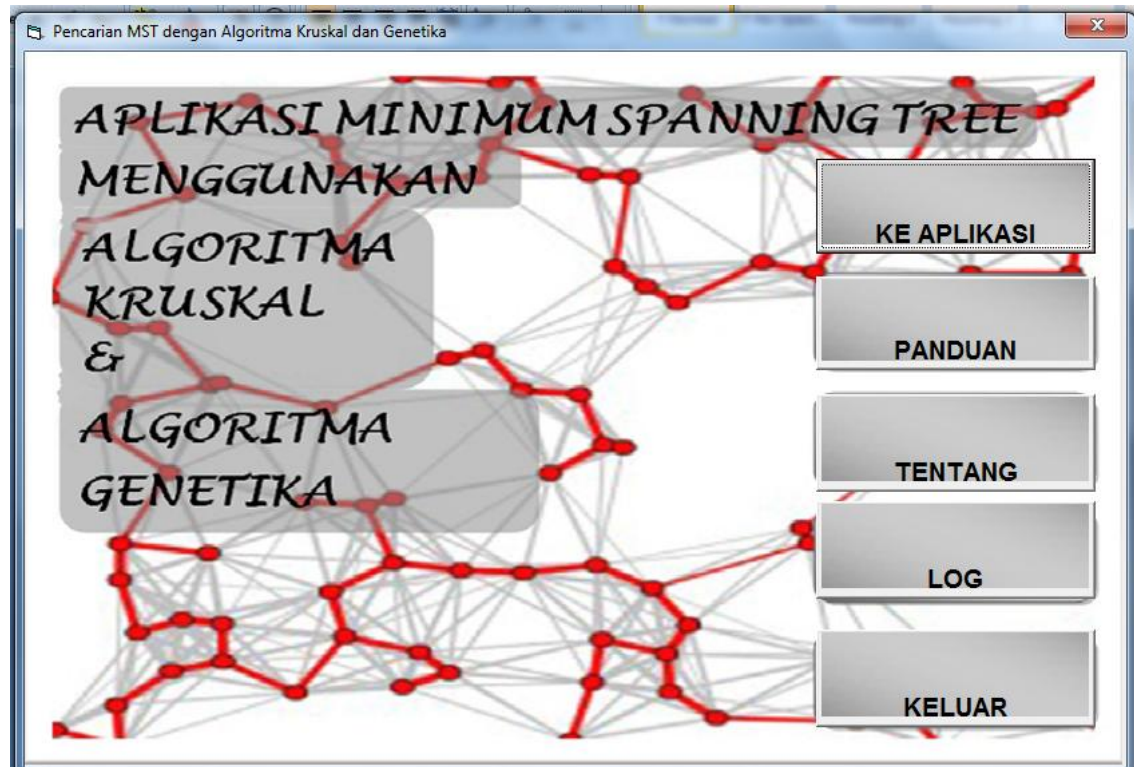 Pencarian MST dengan Algoritma Kruskal dan Genetika
APLIKASI MINIMUM SPANNING TREE
MENGGUNAKAN
ALGORITMA
KRUSKAL
&
ALGORITMA
GENETIKA
KE APLIKASI
PANDUAN
TENTANG
LOG
KELUAR